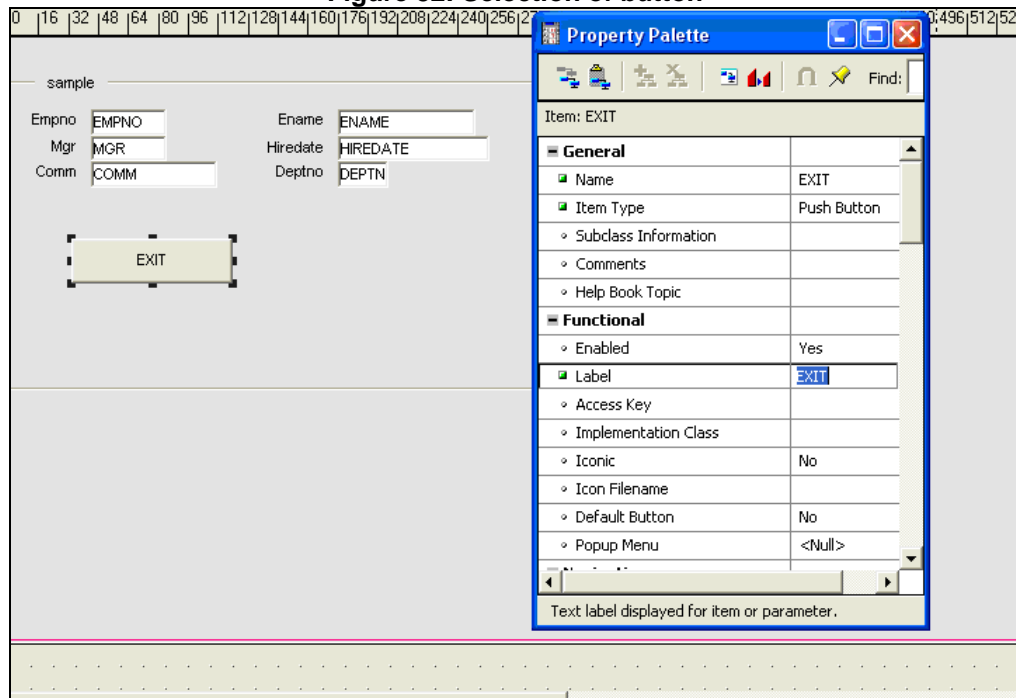 0 |16 |32 |48 |64 |80 |96 |112|128|144|160|176|192|208|224|240|256|2
496|512|52
Property Palette
Find:
Item: EXIT
General
Name EXIT
Item Type Push Button
Subclass Information
Comments
Help Book Topic
Functional
Enabled Yes
Label EXIT
Access Key
Implementation Class
Iconic No
Icon Filename
Default Button No
Popup Menu <Null>
Text label displayed for item or parameter.
sample
Empno EMPNO Ename ENAME
Mgr MGR Hiredate HIREDATE
Comm COMM Deptno DEPTN
EXIT